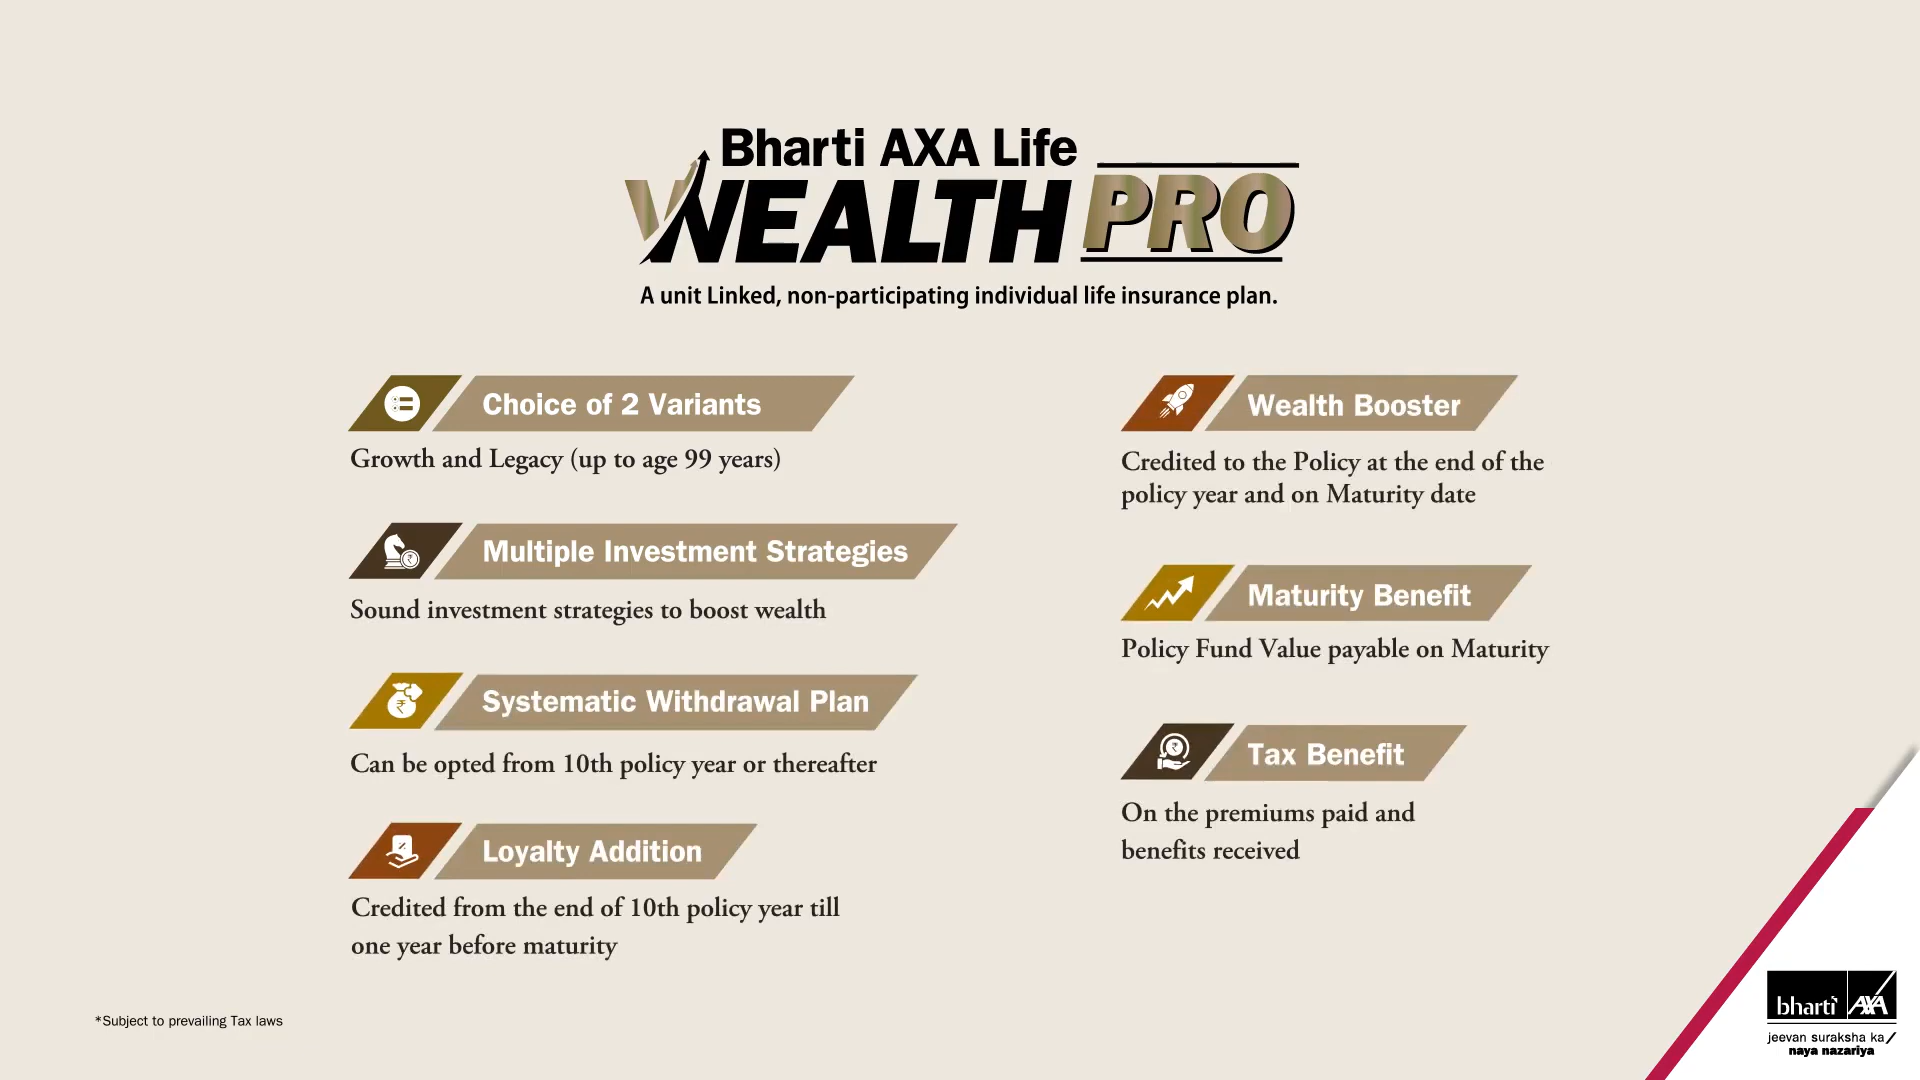 Bharti AXA Life
WEALTH PRO
A unit Linked, non-participating individual life insurance plan.
Choice of 2 Variants
Growth and Legacy (up to age 99 years)
Multiple Investment Strategies
Sound investment strategies to boost wealth
Systematic Withdrawal Plan
Can be opted from 10th policy year or thereafter
Loyalty Addition
Credited from the end of 10th policy year till
one year before maturity
Wealth Booster
Credited to the Policy at the end of the
policy year and on Maturity date
Maturity Benefit
Policy Fund Value payable on Maturity
Tax Benefit
On the premiums paid and
benefits received
*Subject to prevailing Tax laws
bharti AXA
jeevan suraksha ka
naya nazariya